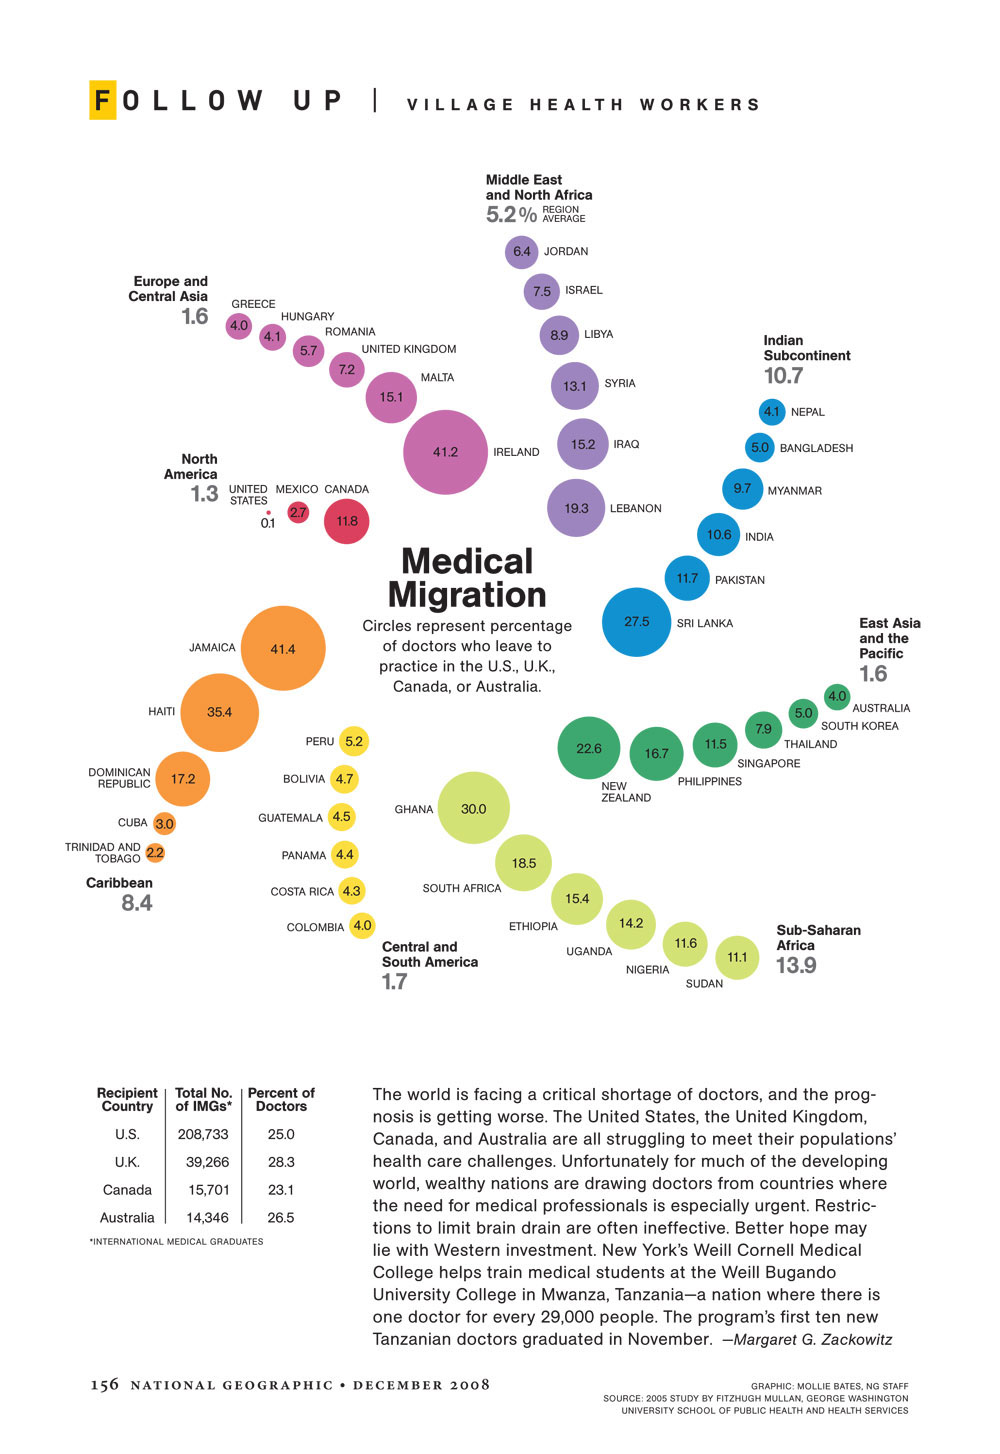 FOLLOW UP | VILLAGE HEALTH WORKERS
Middle East
and North Africa
5.2% REGION
AVERAGE
6.4 JORDAN
7.5 ISRAEL
8.9 LIBYA
13.1 SYRIA
15.2 IRAQ
19.3 LEBANON
Europe and
Central Asia
1.6
GREECE
4.0
HUNGARY
4.1
ROMANIA
5.7
UNITED KINGDOM
7.2
MALTA
15.1
41.2 IRELAND
Indian
Subcontinent
10.7
4.1 NEPAL
5.0 BANGLADESH
9.7 MYANMAR
10.6 INDIA
11.7 PAKISTAN
27.5 SRI LANKA
North
America
1.3
UNITED
STATES
0.1
MEXICO
2.7
CANADA
11.8
Medical
Migration
Circles represent percentage
of doctors who leave to
practice in the U.S., U.K.,
Canada, or Australia.
East Asia
and the
Pacific
1.6
4.0
AUSTRALIA
5.0
SOUTH KOREA
7.9
THAILAND
11.5
SINGAPORE
16.7
PHILIPPINES
22.6
NEW
ZEALAND
JAMAICA 41.4
HAITI 35.4
DOMINICAN
REPUBLIC
17.2
CUBA 3.0
TRINIDAD AND
TOBAGO
2.2
Caribbean
8.4
PERU 5.2
BOLIVIA 4.7
GUATEMALA 4.5
PANAMA 4.4
COSTA RICA 4.3
COLOMBIA 4.0
Central and
South America
1.7
GHANA 30.0
18.5
SOUTH AFRICA
15.4
ETHIOPIA
14.2
UGANDA
11.6
NIGERIA
11.1
SUDAN
Sub-Saharan
Africa
13.9
Recipient Total No. Percent of
Country of IMGs* Doctors
U.S. 208,733 25.0
U.K. 39,266 28.3
Canada 15,701 23.1
Australia 14,346 26.5
*INTERNATIONAL MEDICAL GRADUATES
The world is facing a critical shortage of doctors, and the prog-
nosis is getting worse. The United States, the United Kingdom,
Canada, and Australia are all struggling to meet their populations'
health care challenges. Unfortunately for much of the developing
world, wealthy nations are drawing doctors from countries where
the need for medical professionals is especially urgent. Restric-
tions to limit brain drain are often ineffective. Better hope may
lie with Western investment. New York's Weill Cornell Medical
College helps train medical students at the Weill Bugando
University College in Mwanza, Tanzania—a nation where there is
one doctor for every 29,000 people. The program's first ten new
Tanzanian doctors graduated in November. —Margaret G. Zackowitz
156 NATIONAL GEOGRAPHIC • DECEMBER 2008
GRAPHIC: MOLLIE BATES, NG STAFF
SOURCE: 2005 STUDY BY FITZHUGH MULLAN, GEORGE WASHINGTON
UNIVERSITY SCHOOL OF PUBLIC HEALTH AND HEALTH SERVICES